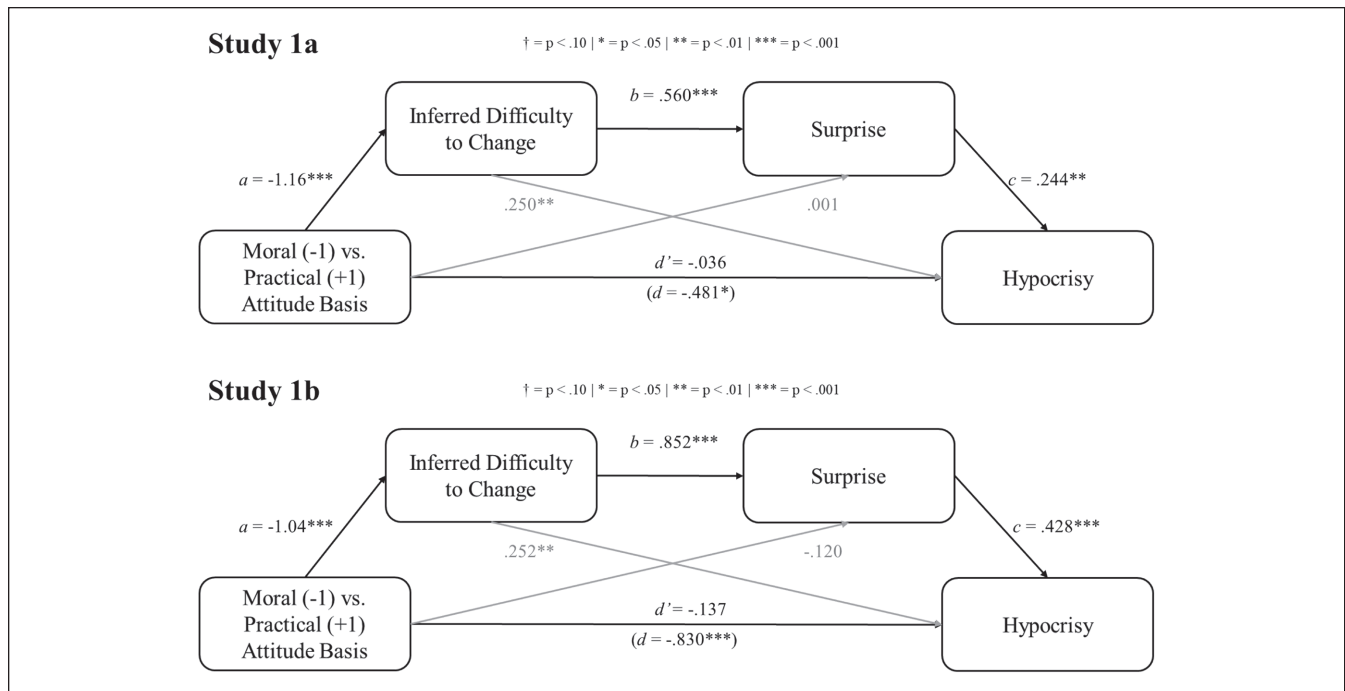 Study 1a
† = p < .10 | * = p < .05 | ** = p < .01 | *** = p < .001
Inferred Difficulty
to Change
b = .560***
Surprise
a = -1.16***
c = .244**
.250**
.001
Moral (-1) vs.
Practical (+1)
Attitude Basis
d’ = -.036
(d = -.481*)
Hypocrisy
Study 1b
† = p < .10 | * = p < .05 | ** = p < .01 | *** = p < .001
Inferred Difficulty
to Change
b = .852***
Surprise
a = -1.04***
c = .428***
.252**
-.120
Moral (-1) vs.
Practical (+1)
Attitude Basis
d’ = -.137
(d = -.830***)
Hypocrisy